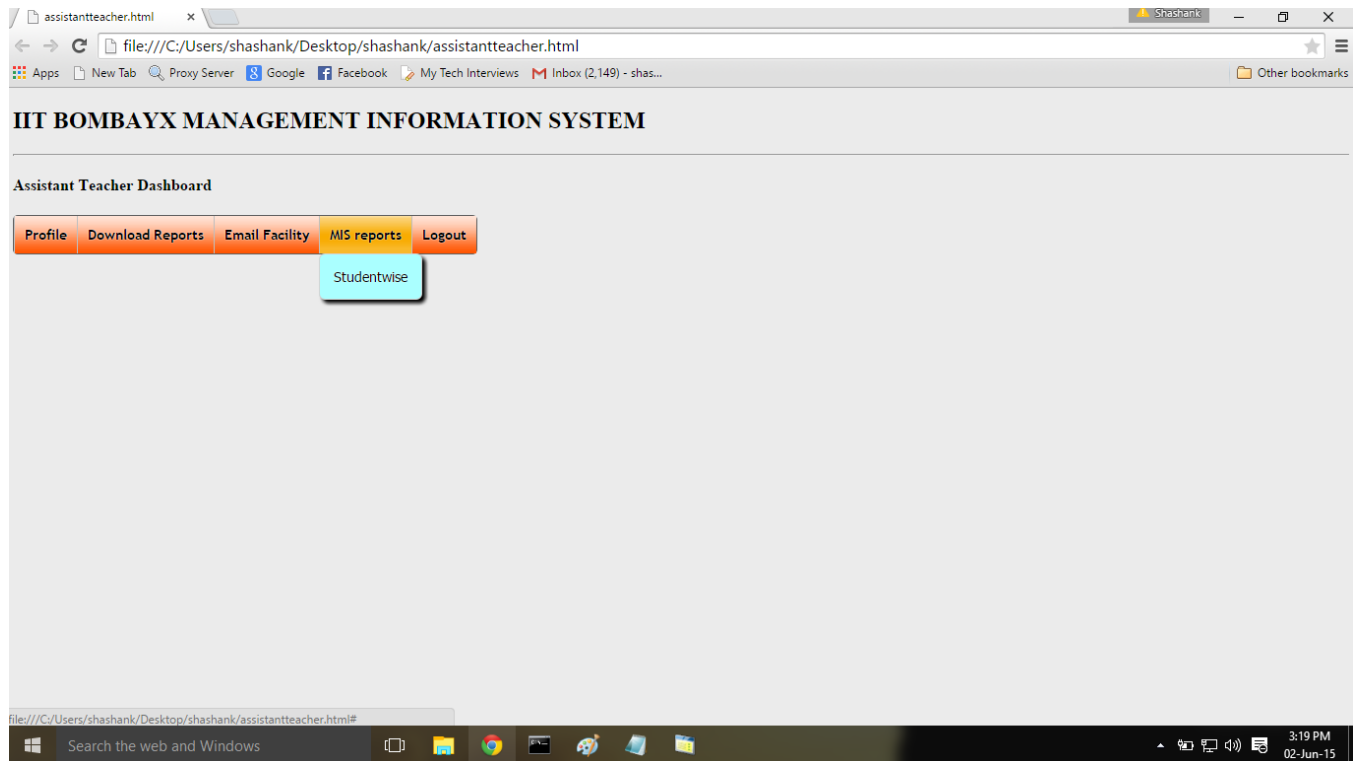 assistantteacher.html
Shashank
file:///C:/Users/shashank/Desktop/shashank/assistantteacher.html
Apps New Tab Proxy Server Google Facebook My Tech Interviews Inbox (2,149) - shas... Other bookmarks
IIT BOMBAYX MANAGEMENT INFORMATION SYSTEM
Assistant Teacher Dashboard
Profile Download Reports Email Facility MIS reports Logout
Studentwise
file:///C:/Users/shashank/Desktop/shashank/assistantteacher.html#
Search the web and Windows
3:19 PM
02-Jun-15